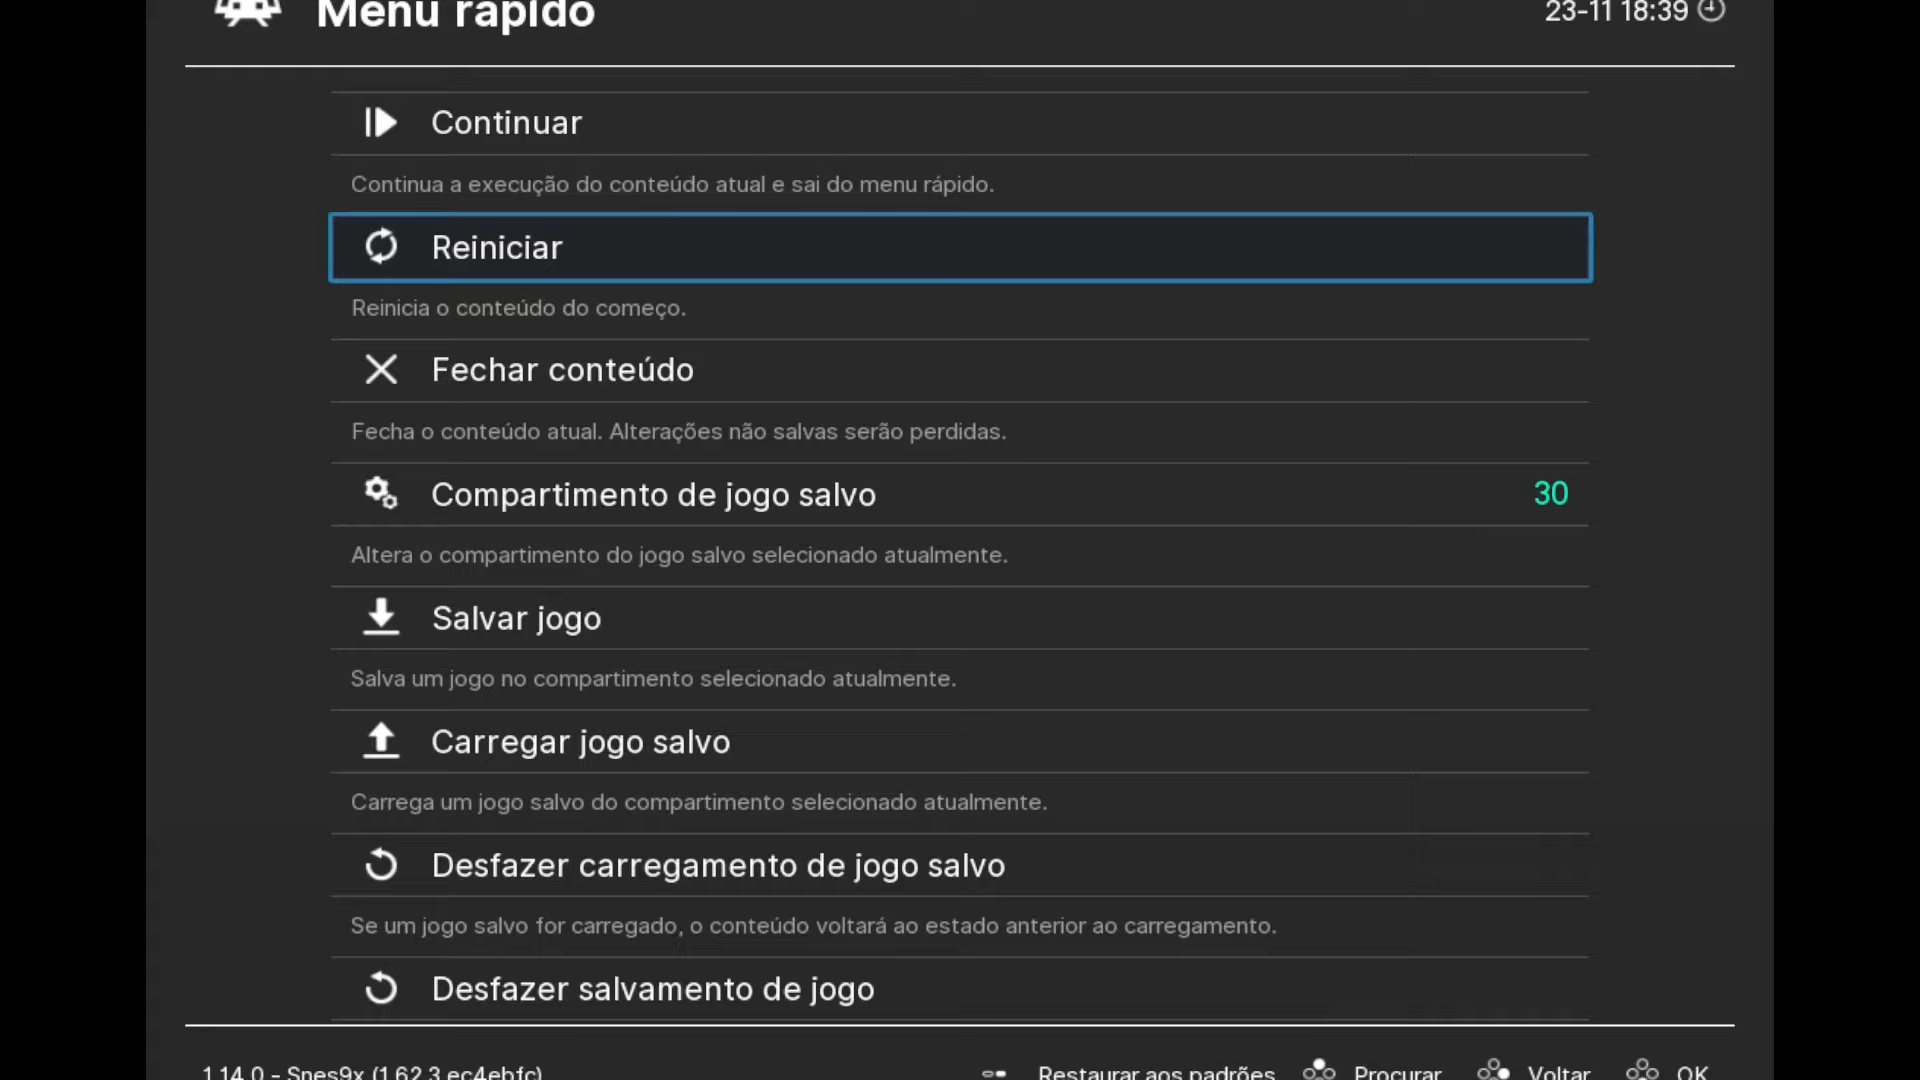 Menu rápido
23-11 18:39
Continuar
Continua a execução do conteúdo atual e sai do menu rápido.
Reiniciar
Reinicia o conteúdo do começo.
Fechar conteúdo
Fecha o conteúdo atual. Alterações não salvas serão perdidas.
Compartimento de jogo salvo 30
Altera o compartimento do jogo salvo selecionado atualmente.
Salvar jogo
Salva um jogo no compartimento selecionado atualmente.
Carregar jogo salvo
Carrega um jogo salvo do compartimento selecionado atualmente.
Desfazer carregamento de jogo salvo
Se um jogo salvo for carregado, o conteúdo voltará ao estado anterior ao carregamento.
Desfazer salvamento de jogo
1.14.0 - Snes9x (1.62.3 ec4ebfc) Restaurar aos padrões Procurar Voltar OK